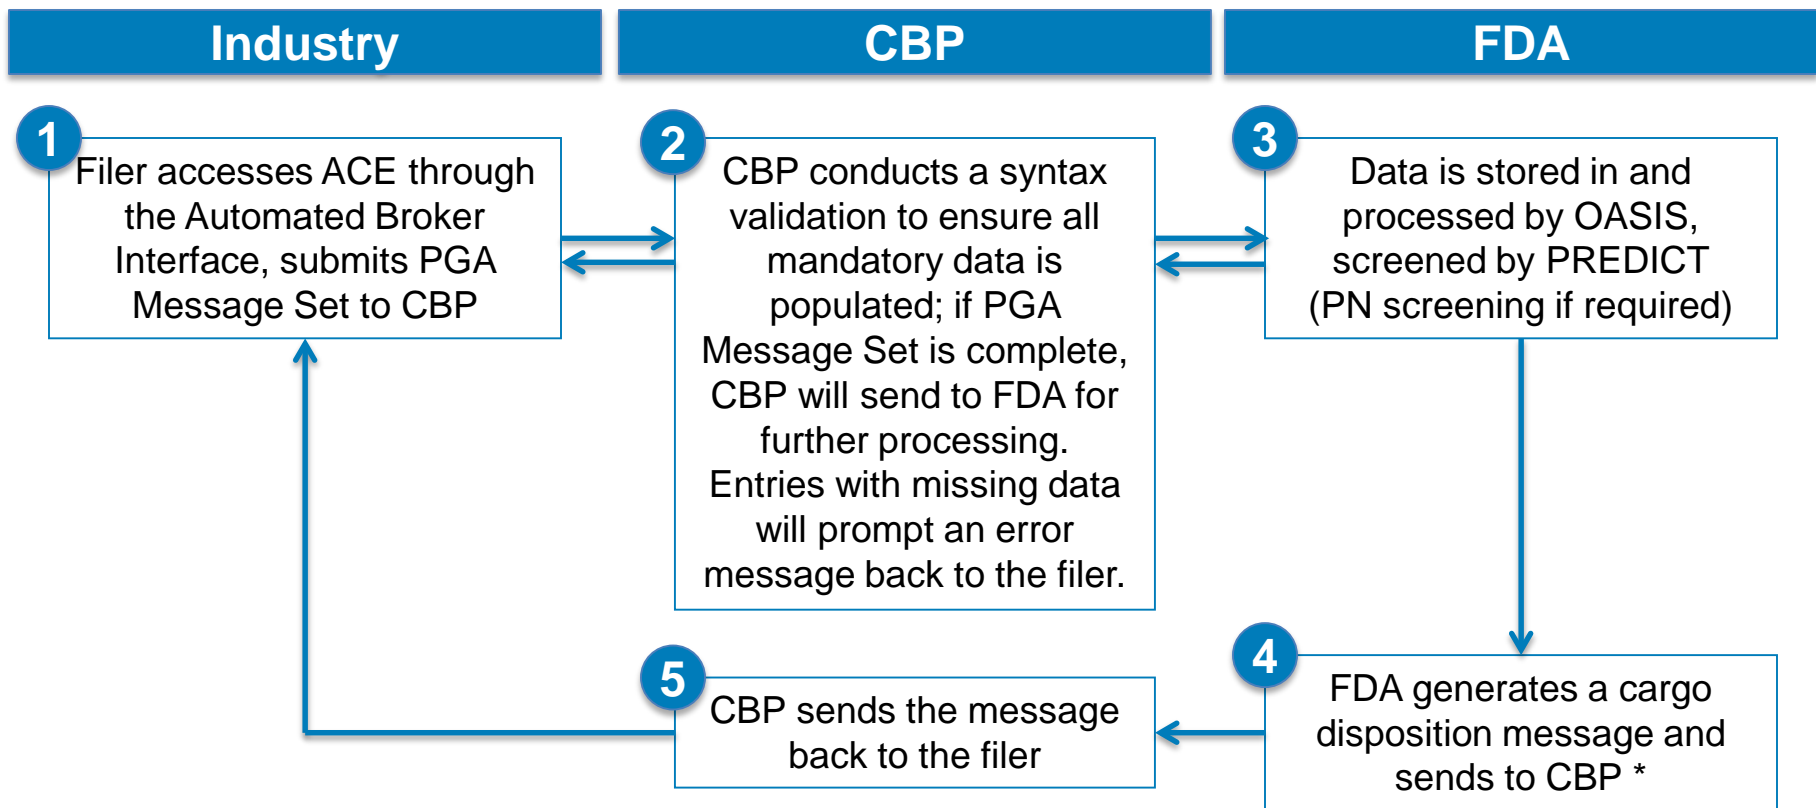 Industry
CBP
FDA
1
Filer accesses ACE through
the Automated Broker
Interface, submits PGA
Message Set to CBP
2
CBP conducts a syntax
validation to ensure all
mandatory data is
populated; if PGA
Message Set is complete,
CBP will send to FDA for
further processing.
Entries with missing data
will prompt an error
message back to the filer.
3
Data is stored in and
processed by OASIS,
screened by PREDICT
(PN screening if required)
4
FDA generates a cargo
disposition message and
sends to CBP *
5
CBP sends the message
back to the filer